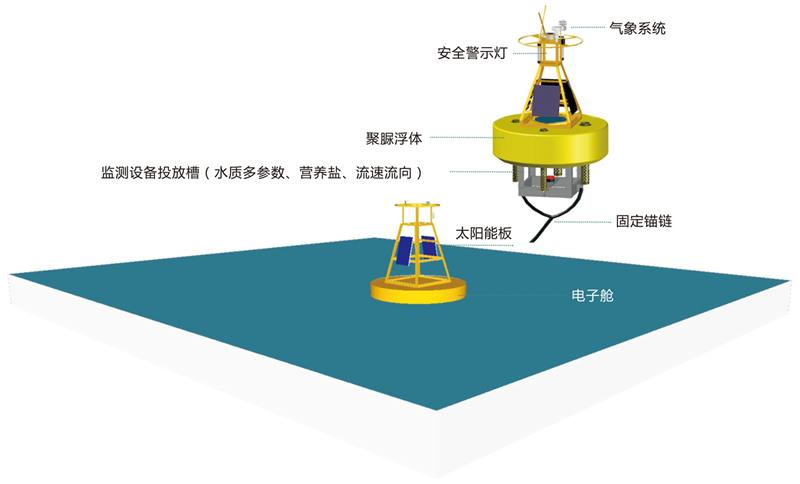 气象系统
安全警示灯
聚脲浮体
监测设备投放槽（水质多参数、营养盐、流速流向）
固定锚链
太阳能板
电子舱